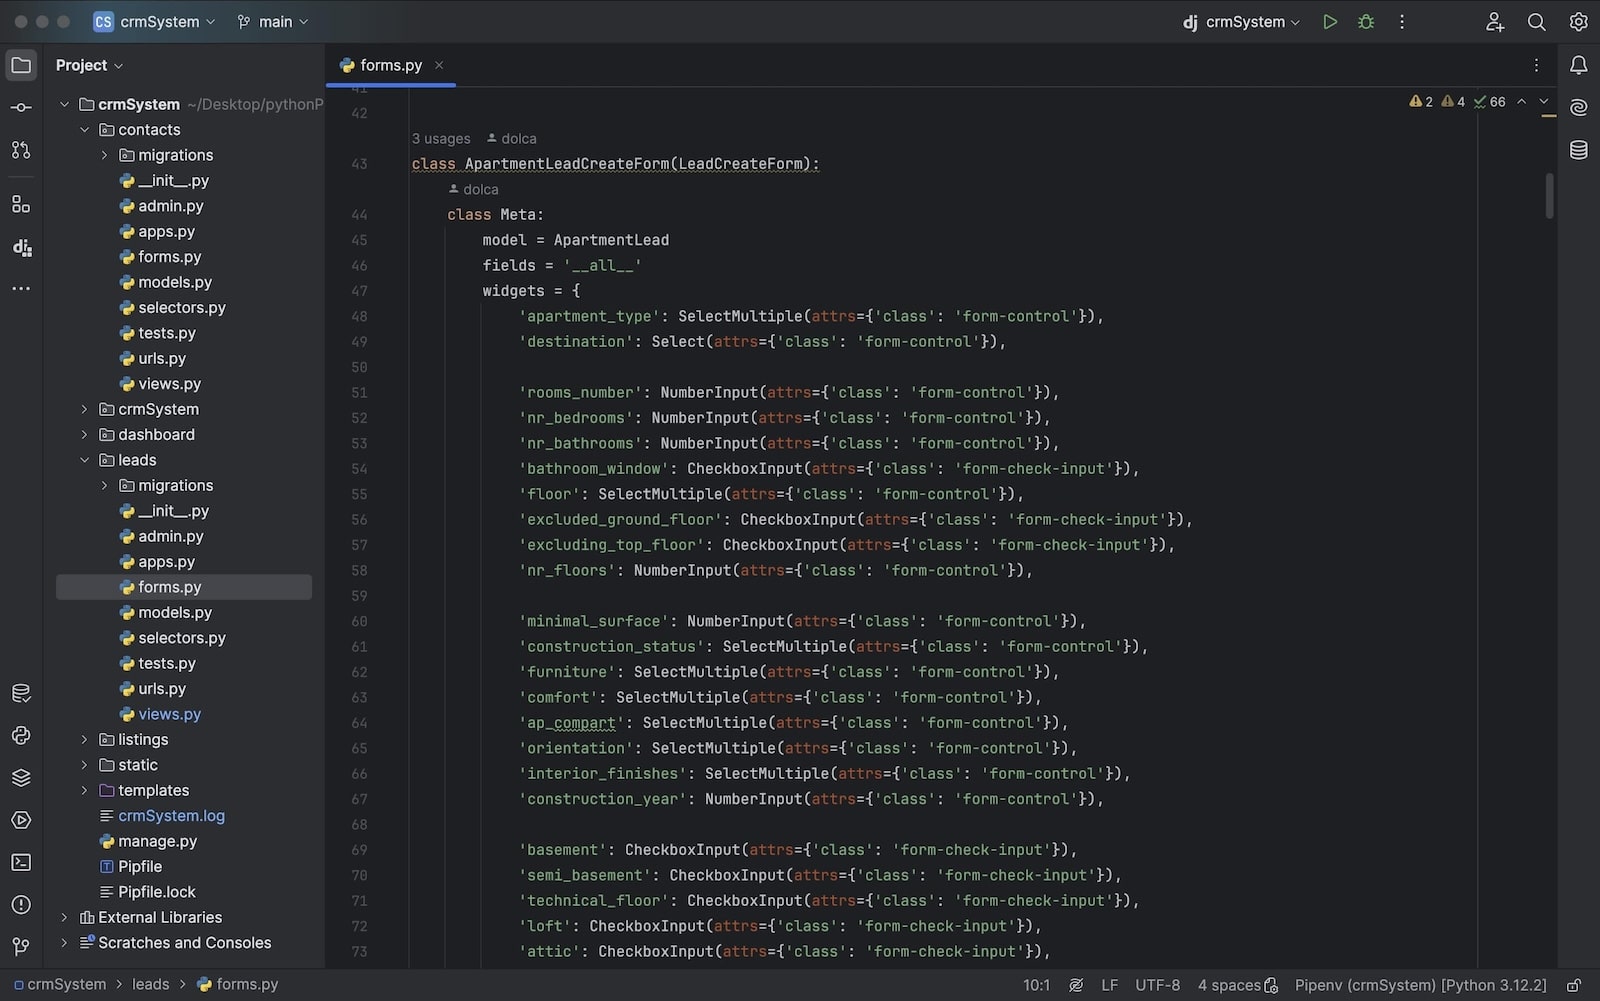 CS crmSystem main dj crmSystem
Project forms.py
crmSystem ~/Desktop/pythonP
contacts
migrations
__init__.py
admin.py
apps.py
forms.py
models.py
selectors.py
tests.py
urls.py
views.py
crmSystem
dashboard
leads
migrations
__init__.py
admin.py
apps.py
forms.py
models.py
selectors.py
tests.py
urls.py
views.py
listings
static
templates
crmSystem.log
manage.py
Pipfile
Pipfile.lock
External Libraries
Scratches and Consoles
2 4 66
41
42
3 usages dolca
43 class ApartmentLeadCreateForm(LeadCreateForm):
dolca
44 class Meta:
45 model = ApartmentLead
46 fields = '__all__'
47 widgets = {
48 'apartment_type': SelectMultiple(attrs={'class': 'form-control'}),
49 'destination': Select(attrs={'class': 'form-control'}),
50
51 'rooms_number': NumberInput(attrs={'class': 'form-control'}),
52 'nr_bedrooms': NumberInput(attrs={'class': 'form-control'}),
53 'nr_bathrooms': NumberInput(attrs={'class': 'form-control'}),
54 'bathroom_window': CheckboxInput(attrs={'class': 'form-check-input'}),
55 'floor': SelectMultiple(attrs={'class': 'form-control'}),
56 'excluded_ground_floor': CheckboxInput(attrs={'class': 'form-check-input'}),
57 'excluding_top_floor': CheckboxInput(attrs={'class': 'form-check-input'}),
58 'nr_floors': NumberInput(attrs={'class': 'form-control'}),
59
60 'minimal_surface': NumberInput(attrs={'class': 'form-control'}),
61 'construction_status': SelectMultiple(attrs={'class': 'form-control'}),
62 'furniture': SelectMultiple(attrs={'class': 'form-control'}),
63 'comfort': SelectMultiple(attrs={'class': 'form-control'}),
64 'ap_compart': SelectMultiple(attrs={'class': 'form-control'}),
65 'orientation': SelectMultiple(attrs={'class': 'form-control'}),
66 'interior_finishes': SelectMultiple(attrs={'class': 'form-control'}),
67 'construction_year': NumberInput(attrs={'class': 'form-control'}),
68
69 'basement': CheckboxInput(attrs={'class': 'form-check-input'}),
70 'semi_basement': CheckboxInput(attrs={'class': 'form-check-input'}),
71 'technical_floor': CheckboxInput(attrs={'class': 'form-check-input'}),
72 'loft': CheckboxInput(attrs={'class': 'form-check-input'}),
73 'attic': CheckboxInput(attrs={'class': 'form-check-input'}),
crmSystem > leads > forms.py 10:1 LF UTF-8 4 spaces Pipenv (crmSystem) [Python 3.12.2]